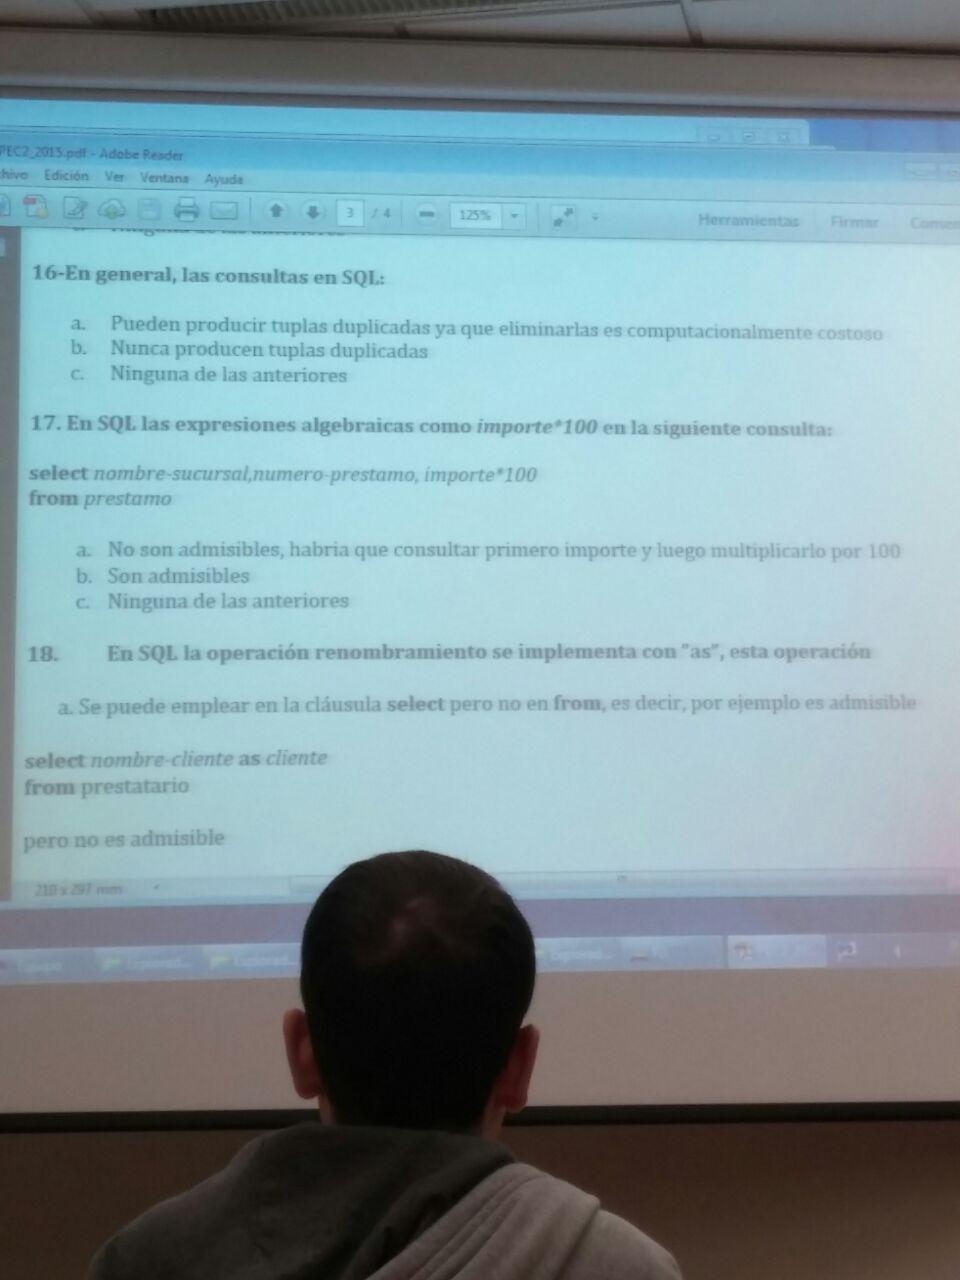 PEC2_2015.pdf - Adobe Reader
Edición Ver Ventana Ayuda
3 / 4 125% Herramientas Firmar
Ninguna de las anteriores
16-En general, las consultas en SQL:
a. Pueden producir tuplas duplicadas ya que eliminarlas es computacionalmente costoso
b. Nunca producen tuplas duplicadas
c. Ninguna de las anteriores
17. En SQL las expresiones algebraicas como importe*100 en la siguiente consulta:
select nombre-sucursal,numero-prestamo, importe*100
from prestamo
a. No son admisibles, habria que consultar primero importe y luego multiplicarlo por 100
b. Son admisibles
c. Ninguna de las anteriores
18. En SQL la operación renombramiento se implementa con "as", esta operación
a. Se puede emplear en la cláusula select pero no en from, es decir, por ejemplo es admisible
select nombre-cliente as cliente
from prestatario
pero no es admisible
210 x 297 mm